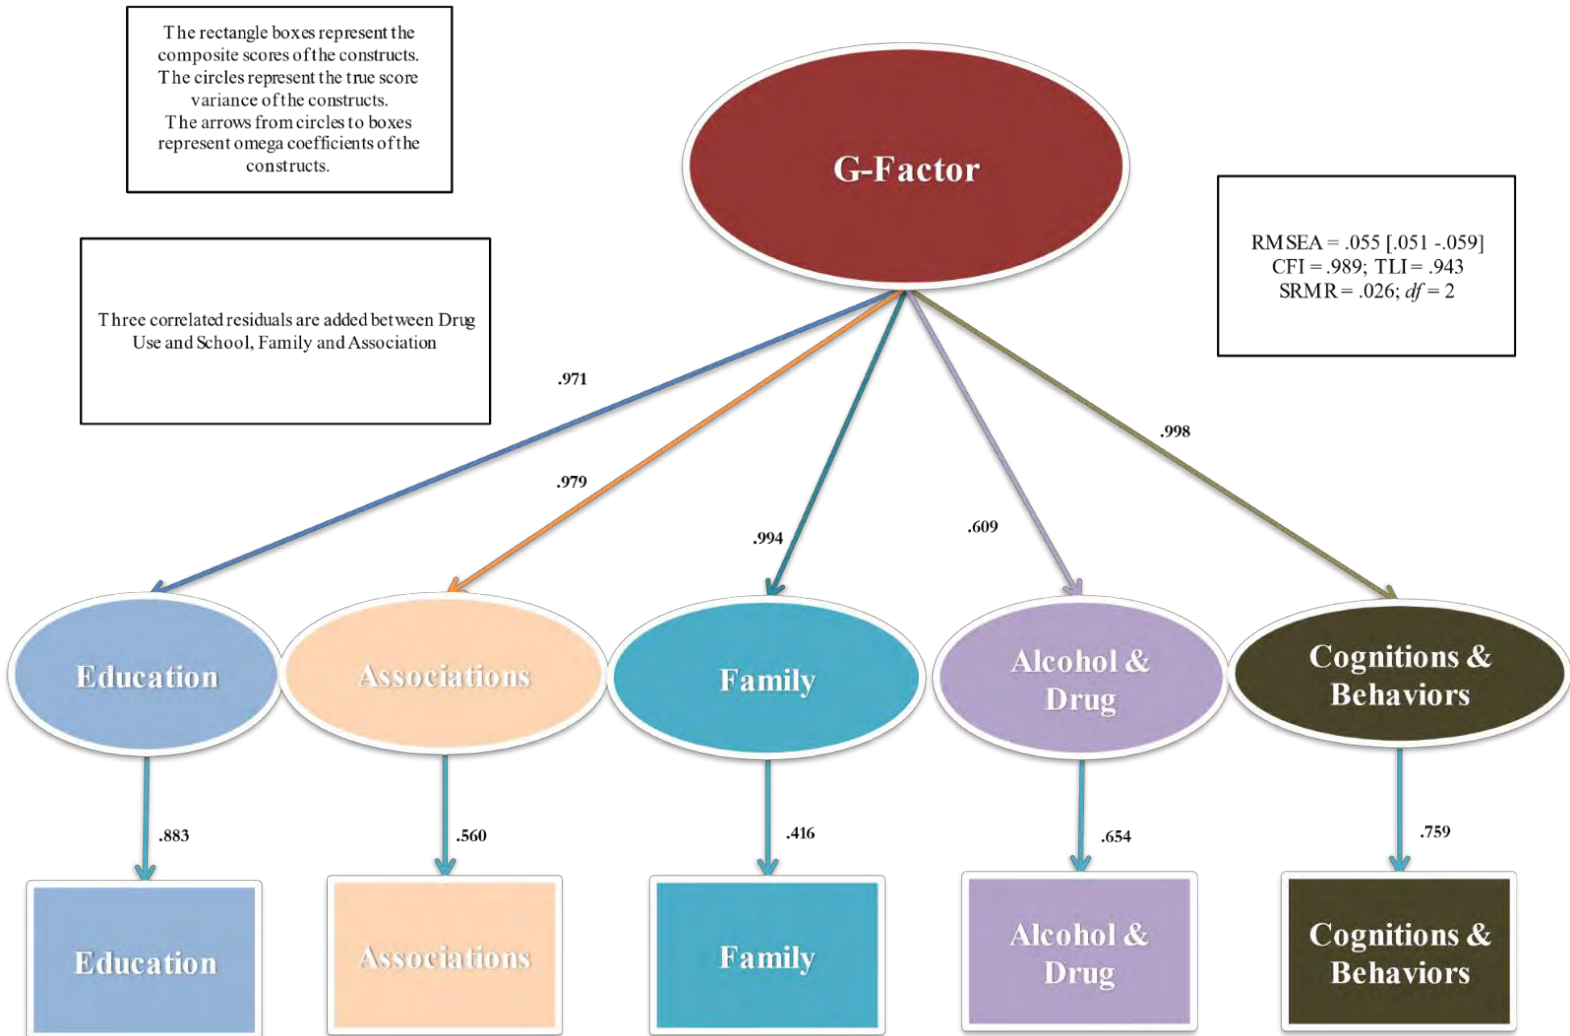 The rectangle boxes represent the
composite scores of the constructs.
The circles represent the true score
variance of the constructs.
The arrows from circles to boxes
represent omega coefficients of the
constructs.
G-Factor
RMSEA = .055 [.051 -.059]
CFI = .989; TLI = .943
SRMR = .026; df = 2
Three correlated residuals are added between Drug
Use and School, Family and Association
.971
.979
.994
.609
.998
Education
Associations
Family
Alcohol &
Drug
Cognitions &
Behaviors
.883
.560
.416
.654
.759
Education
Associations
Family
Alcohol &
Drug
Cognitions &
Behaviors